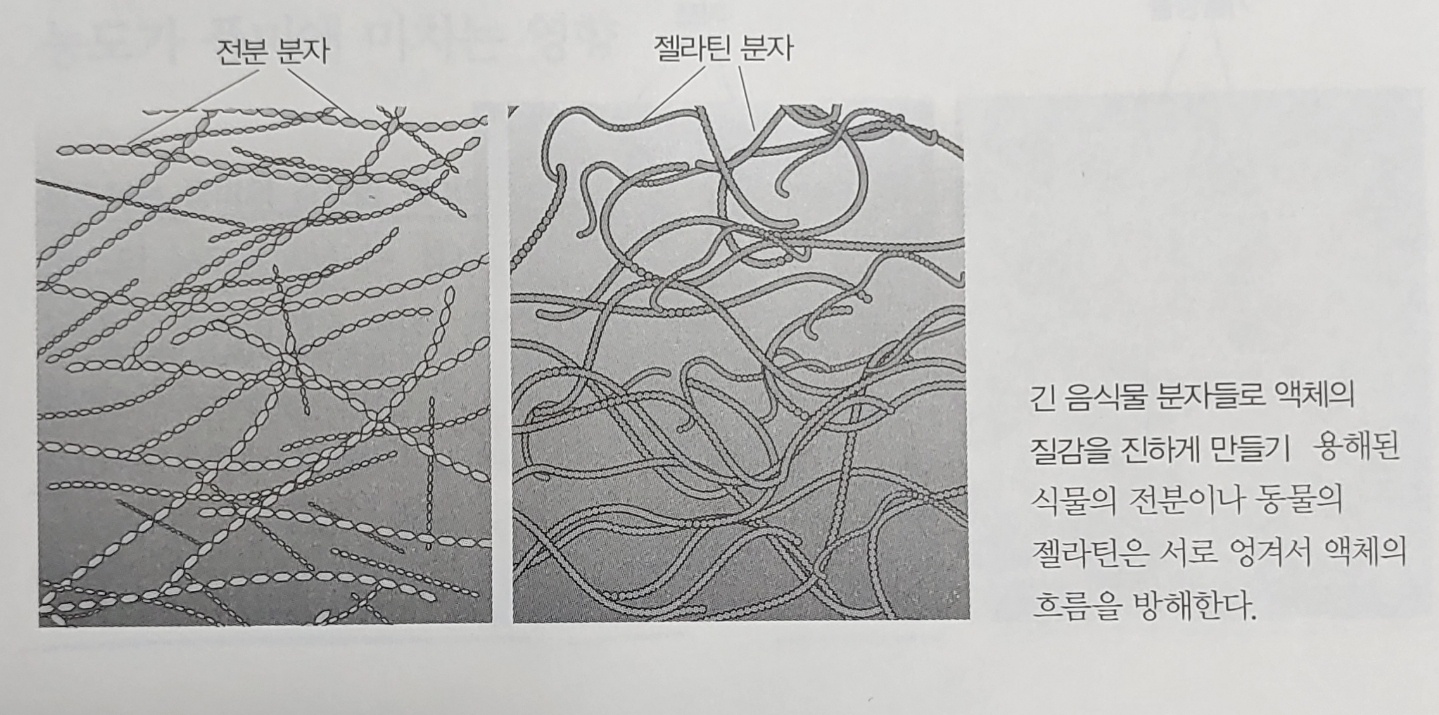 전분 분자
젤라틴 분자
긴 음식물 분자들로 액체의
질감을 진하게 만들기 용해된
식물의 전분이나 동물의
젤라틴은 서로 엉겨서 액체의
흐름을 방해한다.